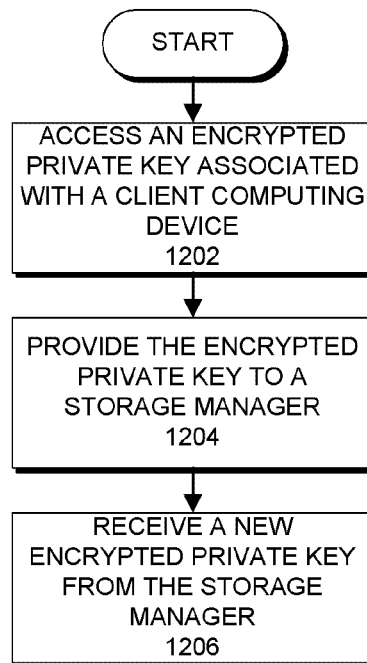 START
ACCESS AN ENCRYPTED
PRIVATE KEY ASSOCIATED
WITH A CLIENT COMPUTING
DEVICE
1202
PROVIDE THE ENCRYPTED
PRIVATE KEY TO A
STORAGE MANAGER
1204
RECEIVE A NEW
ENCRYPTED PRIVATE KEY
FROM THE STORAGE
MANAGER
1206